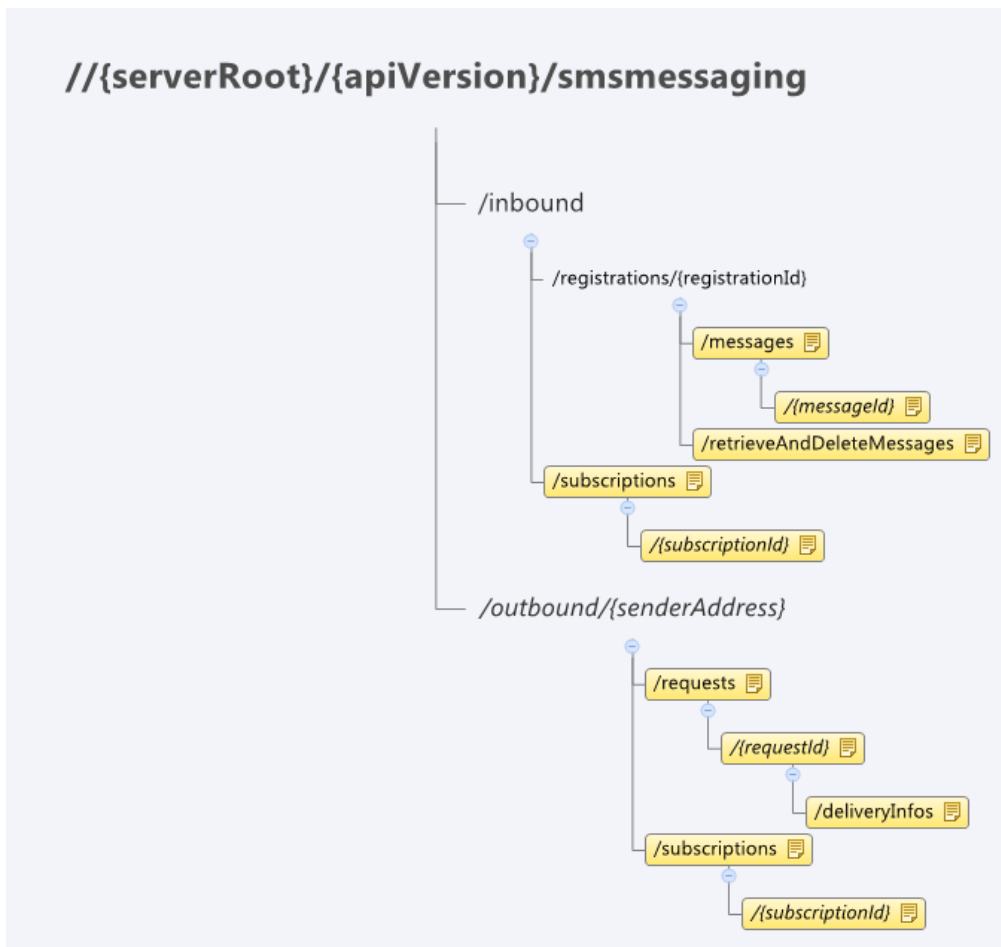 //{serverRoot}/{apiVersion}/smsmessaging
/inbound
/registrations/{registrationId}
/messages
/{messageId}
/retrieveAndDeleteMessages
/subscriptions
/{subscriptionId}
/outbound/{senderAddress}
/requests
/{requestId}
/deliveryInfos
/subscriptions
/{subscriptionId}